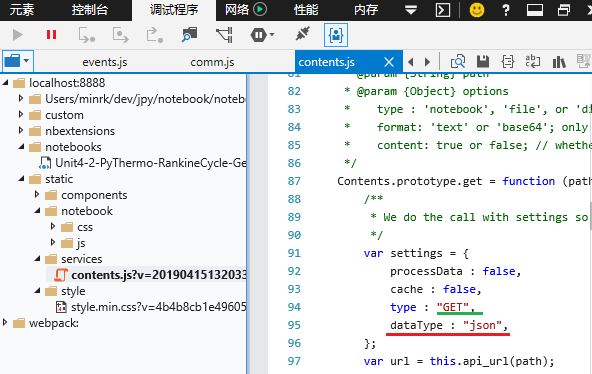 元素 控制台 调试程序 网络 性能 内存
events.js comm.js contents.js
localhost:8888
Users/minrk/dev/jpy/notebook/notebo
custom
nbextensions
notebooks
Unit4-2-PyThermo-RankineCycle-Ge
static
components
notebook
css
js
services
contents.js?v=20190415132033
style
style.min.css?v=4b4b8cb1e49605
webpack:
81 * @param {String} path
82 * @param {Object} options
83 * type : 'notebook', 'file', or 'di
84 * format: 'text' or 'base64'; only
85 * content: true or false; // whethe
86 */
87 Contents.prototype.get = function (path
88 /**
89 * We do the call with settings so
90 */
91 var settings = {
92 processData : false,
93 cache : false,
94 type : "GET",
95 dataType : "json",
96 };
97 var url = this.api_url(path);